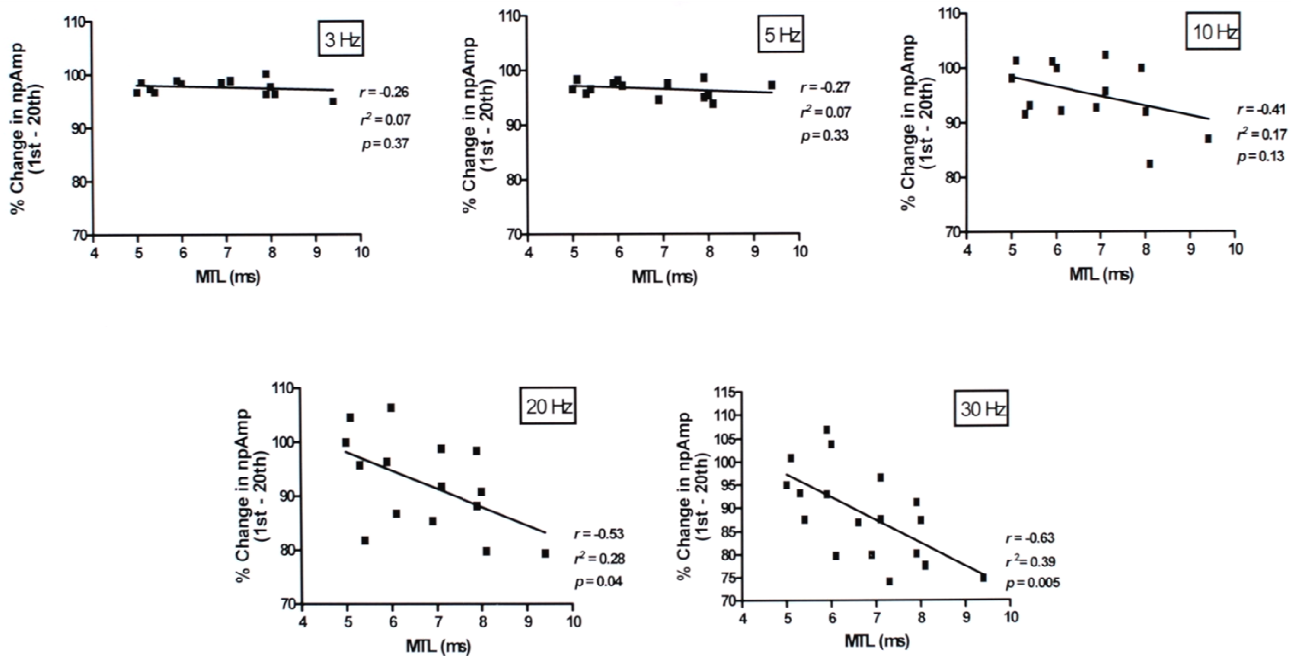 3 Hz
% Change in npAmp
(1st - 20th)
110
100
90
80
70
4 5 6 7 8 9 10
MTL (ms)
r = -0.26
r² = 0.07
p = 0.37
5 Hz
% Change in npAmp
(1st - 20th)
110
100
90
80
70
4 5 6 7 8 9 10
MTL (ms)
r = -0.27
r² = 0.07
p = 0.33
10 Hz
% Change in npAmp
(1st - 20th)
110
100
90
80
70
4 5 6 7 8 9 10
MTL (ms)
r = -0.41
r² = 0.17
p = 0.13
20 Hz
% Change in npAmp
(1st - 20th)
110
100
90
80
70
4 5 6 7 8 9 10
MTL (ms)
r = -0.53
r² = 0.28
p = 0.04
30 Hz
% Change in npAmp
(1st - 20th)
115
110
105
100
95
90
85
80
75
70
4 5 6 7 8 9 10
MTL (ms)
r = -0.63
r² = 0.39
p = 0.005